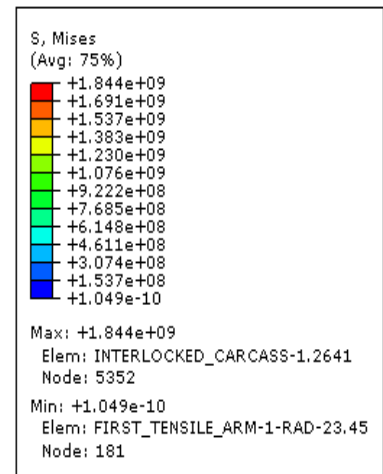 S, Mises
(Avg: 75%)
+1.844e+09
+1.691e+09
+1.537e+09
+1.383e+09
+1.230e+09
+1.076e+09
+9.222e+08
+7.685e+08
+6.148e+08
+4.611e+08
+3.074e+08
+1.537e+08
+1.049e-10
Max: +1.844e+09
Elem: INTERLOCKED_CARCASS-1.2641
Node: 5352
Min: +1.049e-10
Elem: FIRST_TENSILE_ARM-1-RAD-23.45
Node: 181